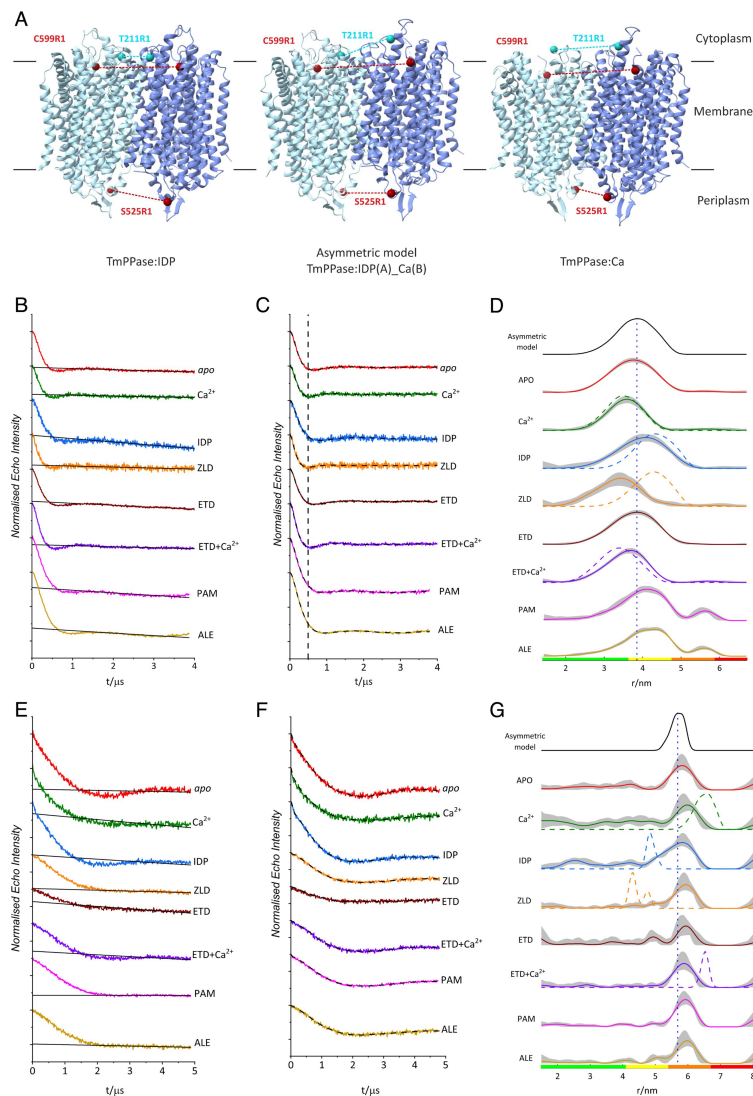 A
C599R1
T211R1
C599R1
T211R1
C599R1
T211R1
Cytoplasm
Membrane
Periplasm
S525R1
S525R1
S525R1
TmPPase:IDP
Asymmetric model
TmPPase:IDP(A)_Ca(B)
TmPPase:Ca
B
Normalised Echo Intensity
apo
Ca²⁺
IDP
ZLD
ETD
ETD+Ca²⁺
PAM
ALE
0 1 2 3 4
t/μs
C
Normalised Echo Intensity
apo
Ca²⁺
IDP
ZLD
ETD
ETD+Ca²⁺
PAM
ALE
0 1 2 3 4
t/μs
D
Asymmetric
model
APO
Ca²⁺
IDP
ZLD
ETD
ETD+Ca²⁺
PAM
ALE
2 3 4 5 6
r/nm
E
Normalised Echo Intensity
apo
Ca²⁺
IDP
ZLD
ETD
ETD+Ca²⁺
PAM
ALE
0 1 2 3 4 5
t/μs
F
Normalised Echo Intensity
apo
Ca²⁺
IDP
ZLD
ETD
ETD+Ca²⁺
PAM
ALE
0 1 2 3 4 5
t/μs
G
Asymmetric
model
APO
Ca²⁺
IDP
ZLD
ETD
ETD+Ca²⁺
PAM
ALE
2 3 4 5 6 7 8
r/nm